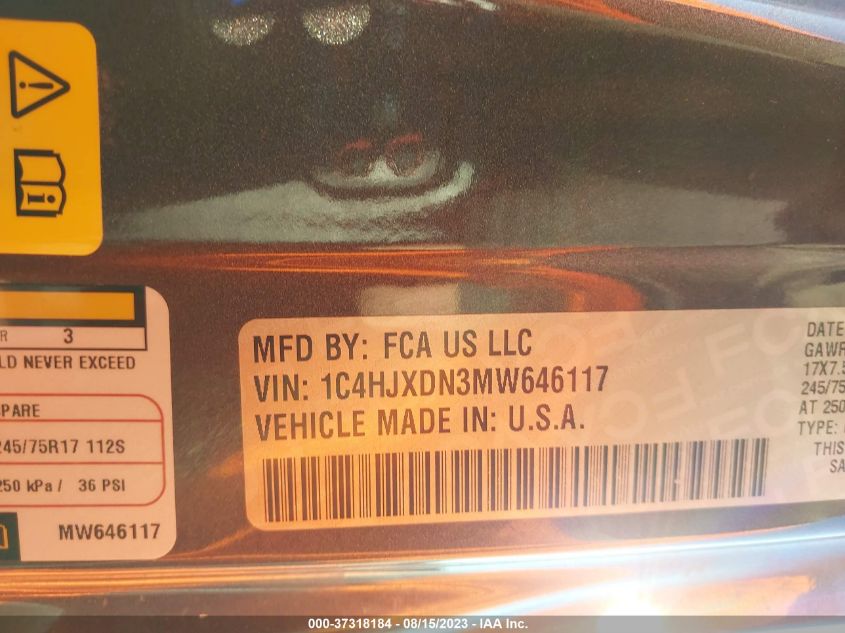 R 3
LD NEVER EXCEED
SPARE
245/75R17 112S
250 kPa / 36 PSI
MW646117
MFD BY: FCA US LLC
VIN: 1C4HJXDN3MW646117
VEHICLE MADE IN: U.S.A.
DATE
GAWR
17X7.5
245/75
AT 250
TYPE:
THIS
SA
000-37318184 - 08/15/2023 - IAA Inc.